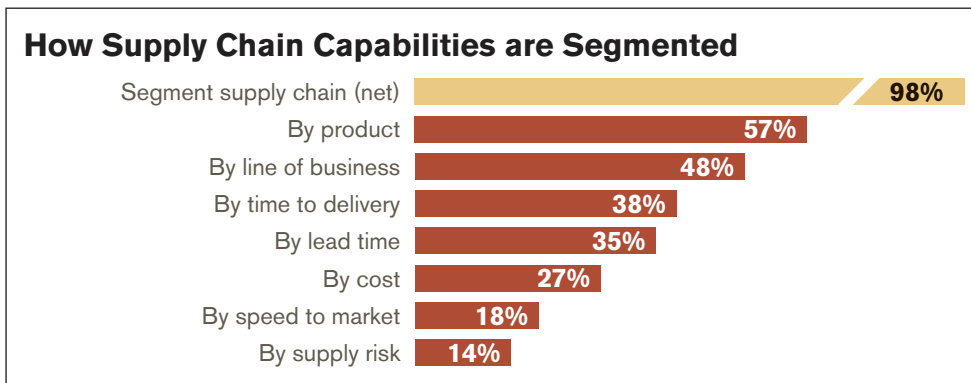 How Supply Chain Capabilities are Segmented
Segment supply chain (net) 98%
By product 57%
By line of business 48%
By time to delivery 38%
By lead time 35%
By cost 27%
By speed to market 18%
By supply risk 14%